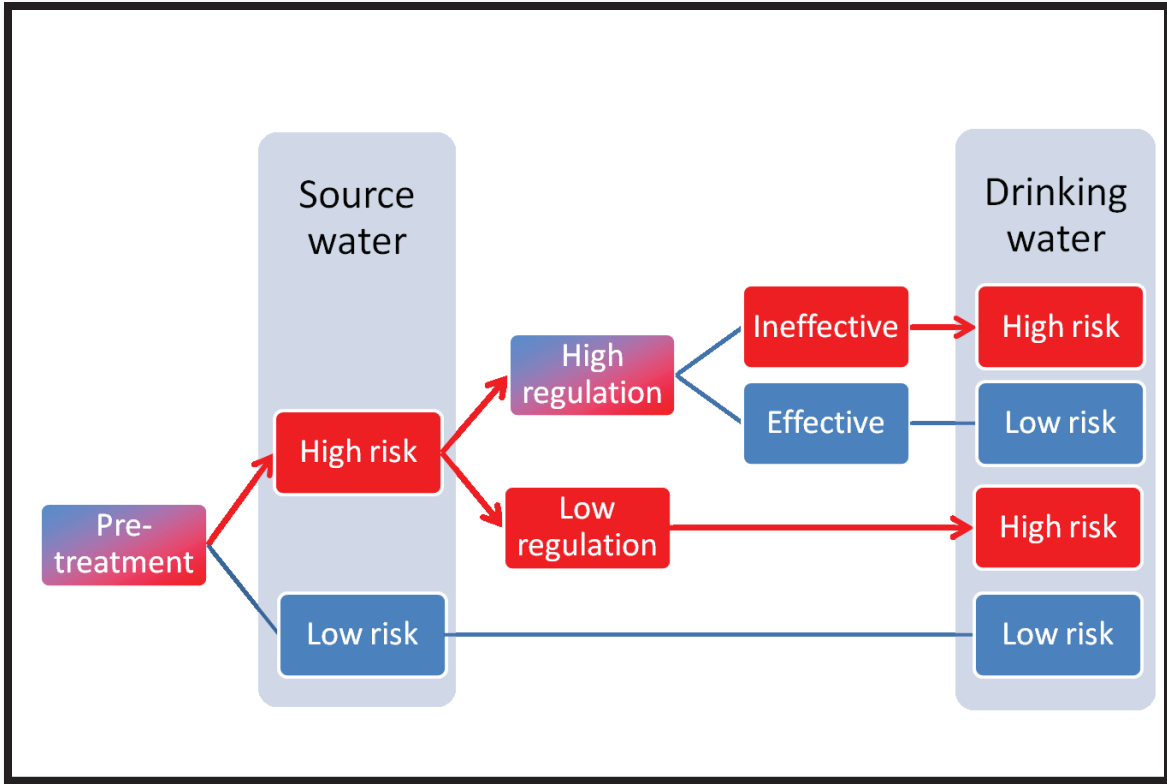 Source
water
Drinking
water
Pre-
treatment
High risk
Low risk
High
regulation
Low
regulation
Ineffective
Effective
High risk
Low risk
High risk
Low risk